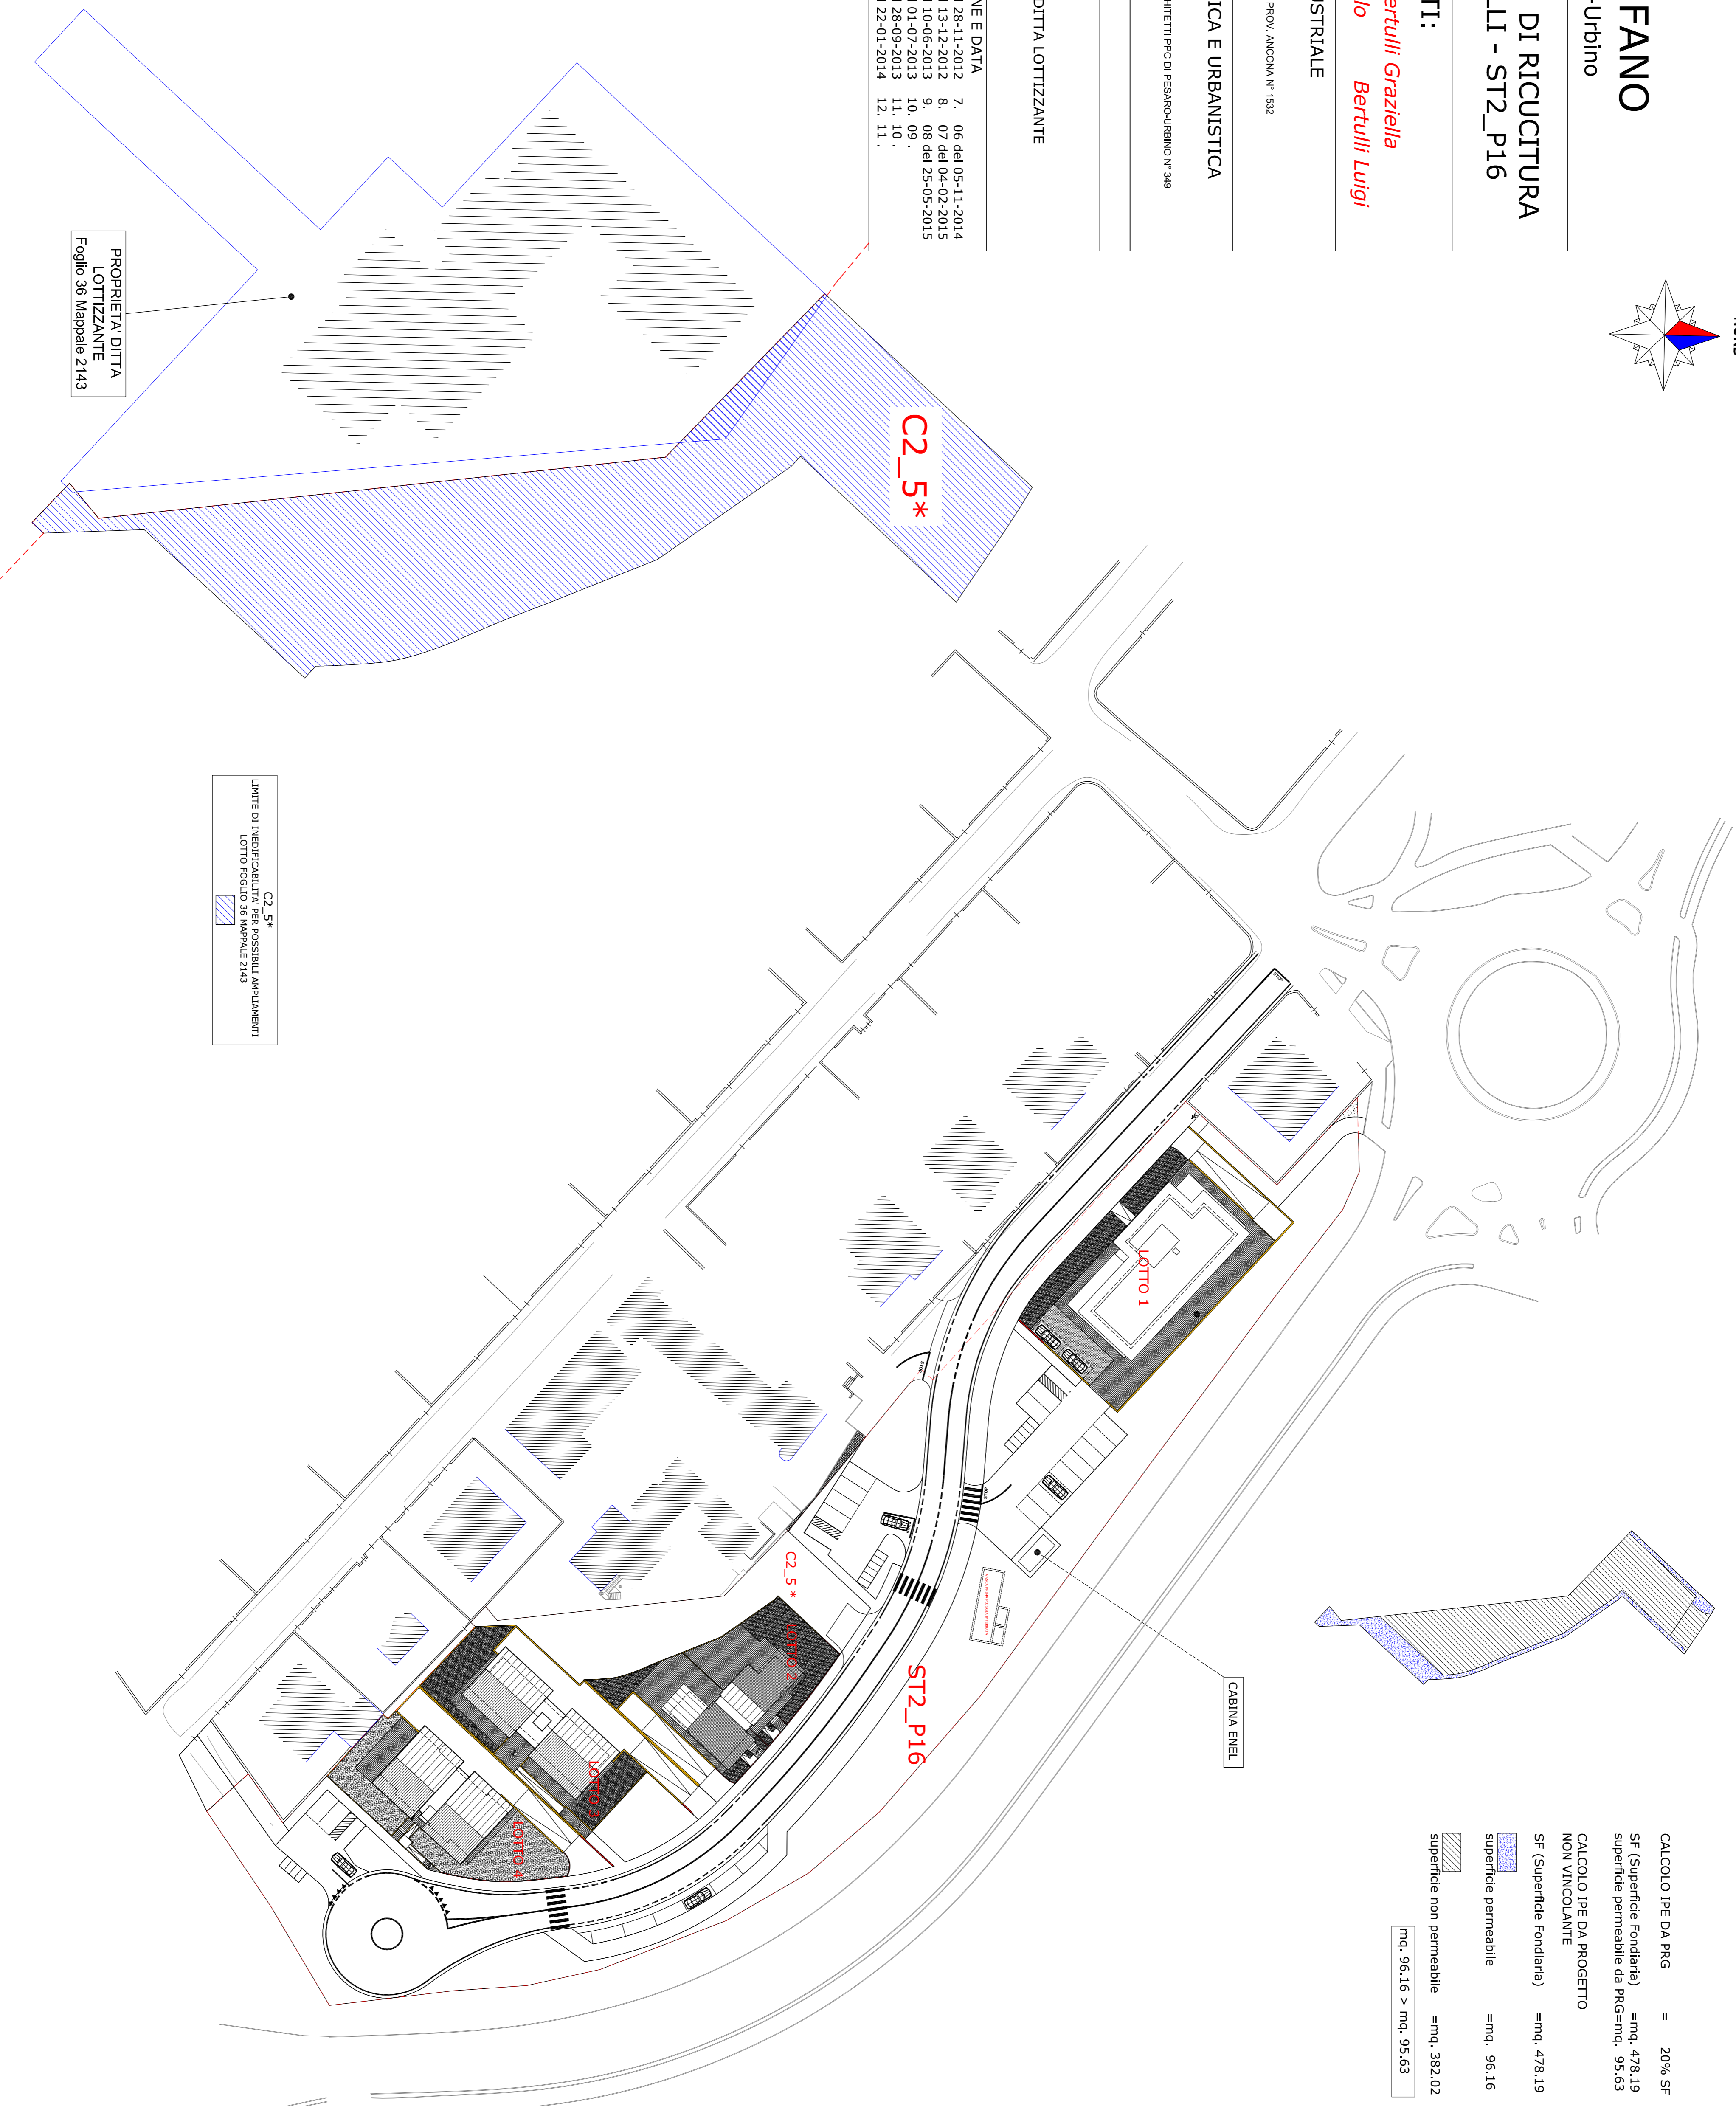 FANO
-Urbino
DI RICUCITURA
LLI - ST2_P16
TI:
ertulli Graziella
lo Bertulli Luigi
USTRIALE
PROV. ANCONA N° 1532
ICA E URBANISTICA
HITETTI PPC DI PESARO-URBINO N° 349
DITTA LOTTIZZANTE
NE E DATA
28-11-2012 7. 06 del 05-11-2014
13-12-2012 8. 07 del 04-02-2015
10-06-2013 9. 08 del 25-05-2015
01-07-2013 10. 09 .
28-09-2013 11. 10 .
22-01-2014 12. 11 .
PROPRIETA' DITTA
LOTTIZZANTE
Foglio 36 Mappale 2143
C2_5*
C2_5*
LIMITE DI INEDIFICABILITA' PER POSSIBILI AMPLIAMENTI
LOTTO FOGLIO 36 MAPPALE 2143
STOP
LOTTO 1
STOP
STOP
C2_5 *
LOTTO 2
ST2_P16
LOTTO 3
LOTTO 4
CABINA ENEL
CALCOLO IPE DA PRG = 20% SF
SF (Superficie Fondiaria) =mq. 478.19
superficie permeabile da PRG=mq. 95.63
CALCOLO IPE DA PROGETTO
NON VINCOLANTE
SF (Superficie Fondiaria) =mq. 478.19
superficie permeabile =mq. 96.16
superficie non permeabile =mq. 382.02
mq. 96.16 > mq. 95.63